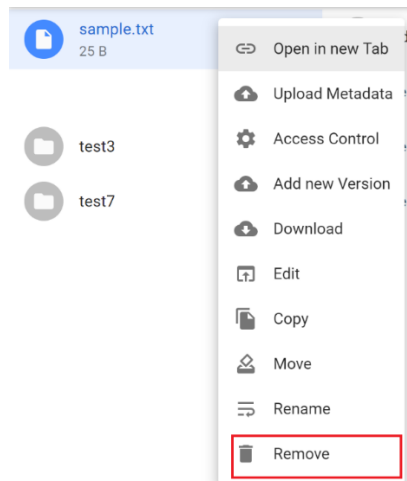 sample.txt
25 B
test3
test7
Open in new Tab
Upload Metadata
Access Control
Add new Version
Download
Edit
Copy
Move
Rename
Remove